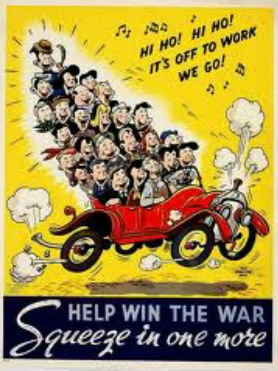 HI HO! HI HO!
IT'S OFF TO WORK
WE GO!
HELP WIN THE WAR
Squeeze in one more